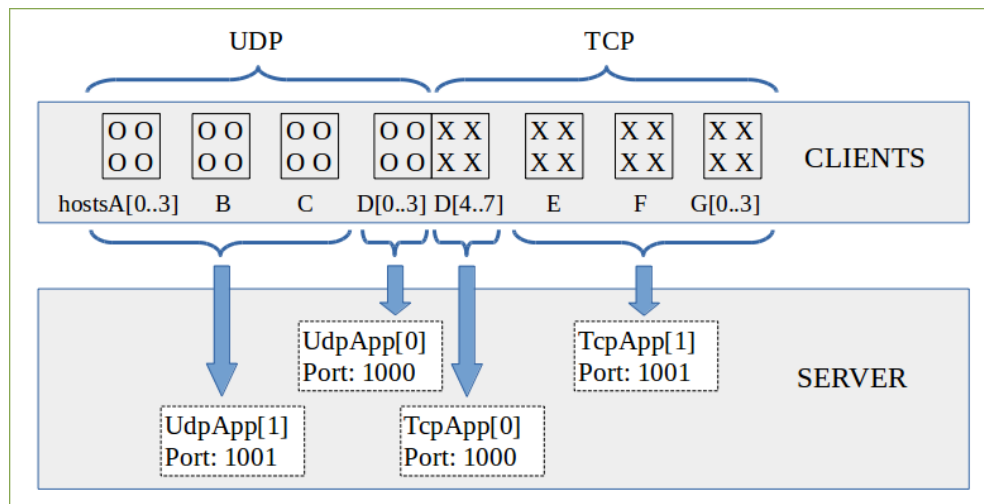 UDP TCP
O O O O O O O O X X X X X X X X
O O O O O O O O X X X X X X X X
CLIENTS
hostsA[0..3] B C D[0..3] D[4..7] E F G[0..3]
UdpApp[0]
Port: 1000
TcpApp[1]
Port: 1001
SERVER
UdpApp[1]
Port: 1001
TcpApp[0]
Port: 1000